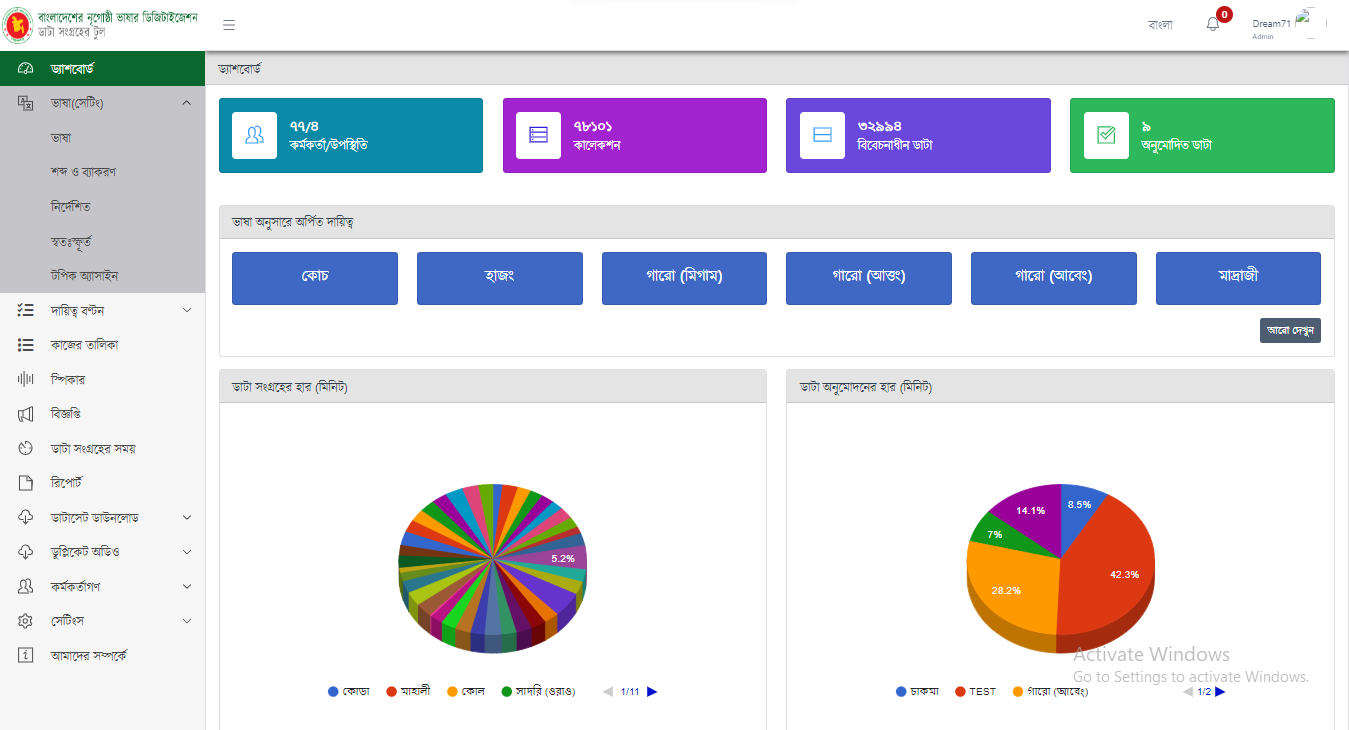 বাংলাদেশের নৃগোষ্ঠী ভাষার ডিজিটাইজেশন
ডাটা সংগ্রহের টুল
বাংলা
0
Dream71
Admin
ড্যাশবোর্ড
ভাষা(সেটিং)
ভাষা
শব্দ ও ব্যাকরণ
নির্দেশিত
স্বতঃস্ফূর্ত
টপিক অ্যাসাইন
দায়িত্ব বণ্টন
কাজের তালিকা
স্পিকার
বিজ্ঞপ্তি
ডাটা সংগ্রহের সময়
রিপোর্ট
ডাটাসেট ডাউনলোড
ডুপ্লিকেট অডিও
কর্মকর্তাগণ
সেটিংস
আমাদের সম্পর্কে
ড্যাশবোর্ড
৭৭/৪
কর্মকর্তা/উপস্থিতি
৭৮১০১
কালেকশন
৩২৯৯৪
বিবেচনাধীন ডাটা
৯
অনুমোদিত ডাটা
ভাষা অনুসারে অর্পিত দায়িত্ব
কোচ
হাজং
গারো (মিগাম)
গারো (আত্তং)
গারো (আবেং)
মাদ্রাজী
আরো দেখুন
ডাটা সংগ্রহের হার (মিনিট)
5.2%
কোডা
মাহালী
কোল
সাদরি (ওরাও)
1/11
ডাটা অনুমোদনের হার (মিনিট)
14.1%
8.5%
7%
42.3%
28.2%
চাকমা
TEST
গারো (আবেং)
1/2
Activate Windows
Go to Settings to activate Windows.